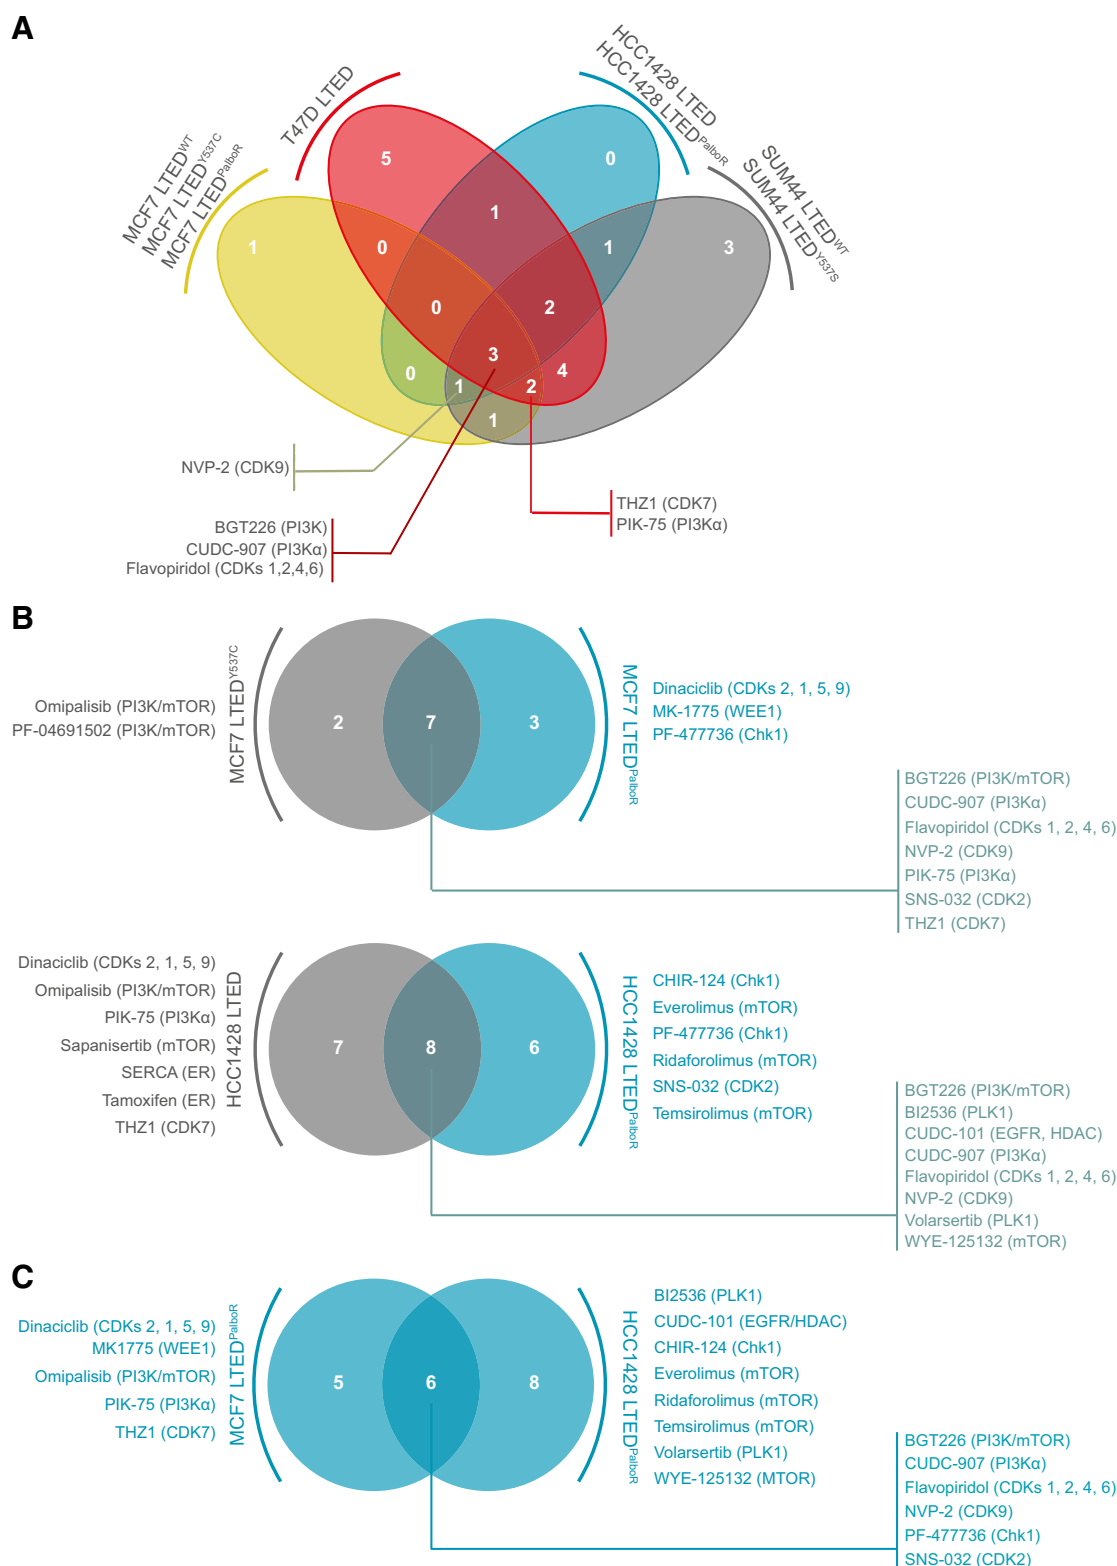 A
MCF7 LTEDWT
MCF7 LTEDY537C
MCF7 LTEDPalboR
T47D LTED
HCC1428 LTED
HCC1428 LTEDPalboR
SUM44 LTEDWT
SUM44 LTEDY537S
5
0
1
1
0
1
3
0
2
3
0
1
2
4
1
NVP-2 (CDK9)
THZ1 (CDK7)
PIK-75 (PI3Kα)
BGT226 (PI3K)
CUDC-907 (PI3Kα)
Flavopiridol (CDKs 1,2,4,6)
B
Omipalisib (PI3K/mTOR)
PF-04691502 (PI3K/mTOR)
MCF7 LTEDY537C
2
7
3
MCF7 LTEDPalboR
Dinaciclib (CDKs 2, 1, 5, 9)
MK-1775 (WEE1)
PF-477736 (Chk1)
BGT226 (PI3K/mTOR)
CUDC-907 (PI3Kα)
Flavopiridol (CDKs 1, 2, 4, 6)
NVP-2 (CDK9)
PIK-75 (PI3Kα)
SNS-032 (CDK2)
THZ1 (CDK7)
Dinaciclib (CDKs 2, 1, 5, 9)
Omipalisib (PI3K/mTOR)
PIK-75 (PI3Kα)
Sapanisertib (mTOR)
SERCA (ER)
Tamoxifen (ER)
THZ1 (CDK7)
HCC1428 LTED
7
8
6
HCC1428 LTEDPalboR
CHIR-124 (Chk1)
Everolimus (mTOR)
PF-477736 (Chk1)
Ridaforolimus (mTOR)
SNS-032 (CDK2)
Temsirolimus (mTOR)
BGT226 (PI3K/mTOR)
BI2536 (PLK1)
CUDC-101 (EGFR, HDAC)
CUDC-907 (PI3Kα)
Flavopiridol (CDKs 1, 2, 4, 6)
NVP-2 (CDK9)
Volarsertib (PLK1)
WYE-125132 (mTOR)
C
Dinaciclib (CDKs 2, 1, 5, 9)
MK1775 (WEE1)
Omipalisib (PI3K/mTOR)
PIK-75 (PI3Kα)
THZ1 (CDK7)
MCF7 LTEDPalboR
5
6
8
HCC1428 LTEDPalboR
BI2536 (PLK1)
CUDC-101 (EGFR/HDAC)
CHIR-124 (Chk1)
Everolimus (mTOR)
Ridaforolimus (mTOR)
Temsirolimus (mTOR)
Volarsertib (PLK1)
WYE-125132 (MTOR)
BGT226 (PI3K/mTOR)
CUDC-907 (PI3Kα)
Flavopiridol (CDKs 1, 2, 4, 6)
NVP-2 (CDK9)
PF-477736 (Chk1)
SNS-032 (CDK2)